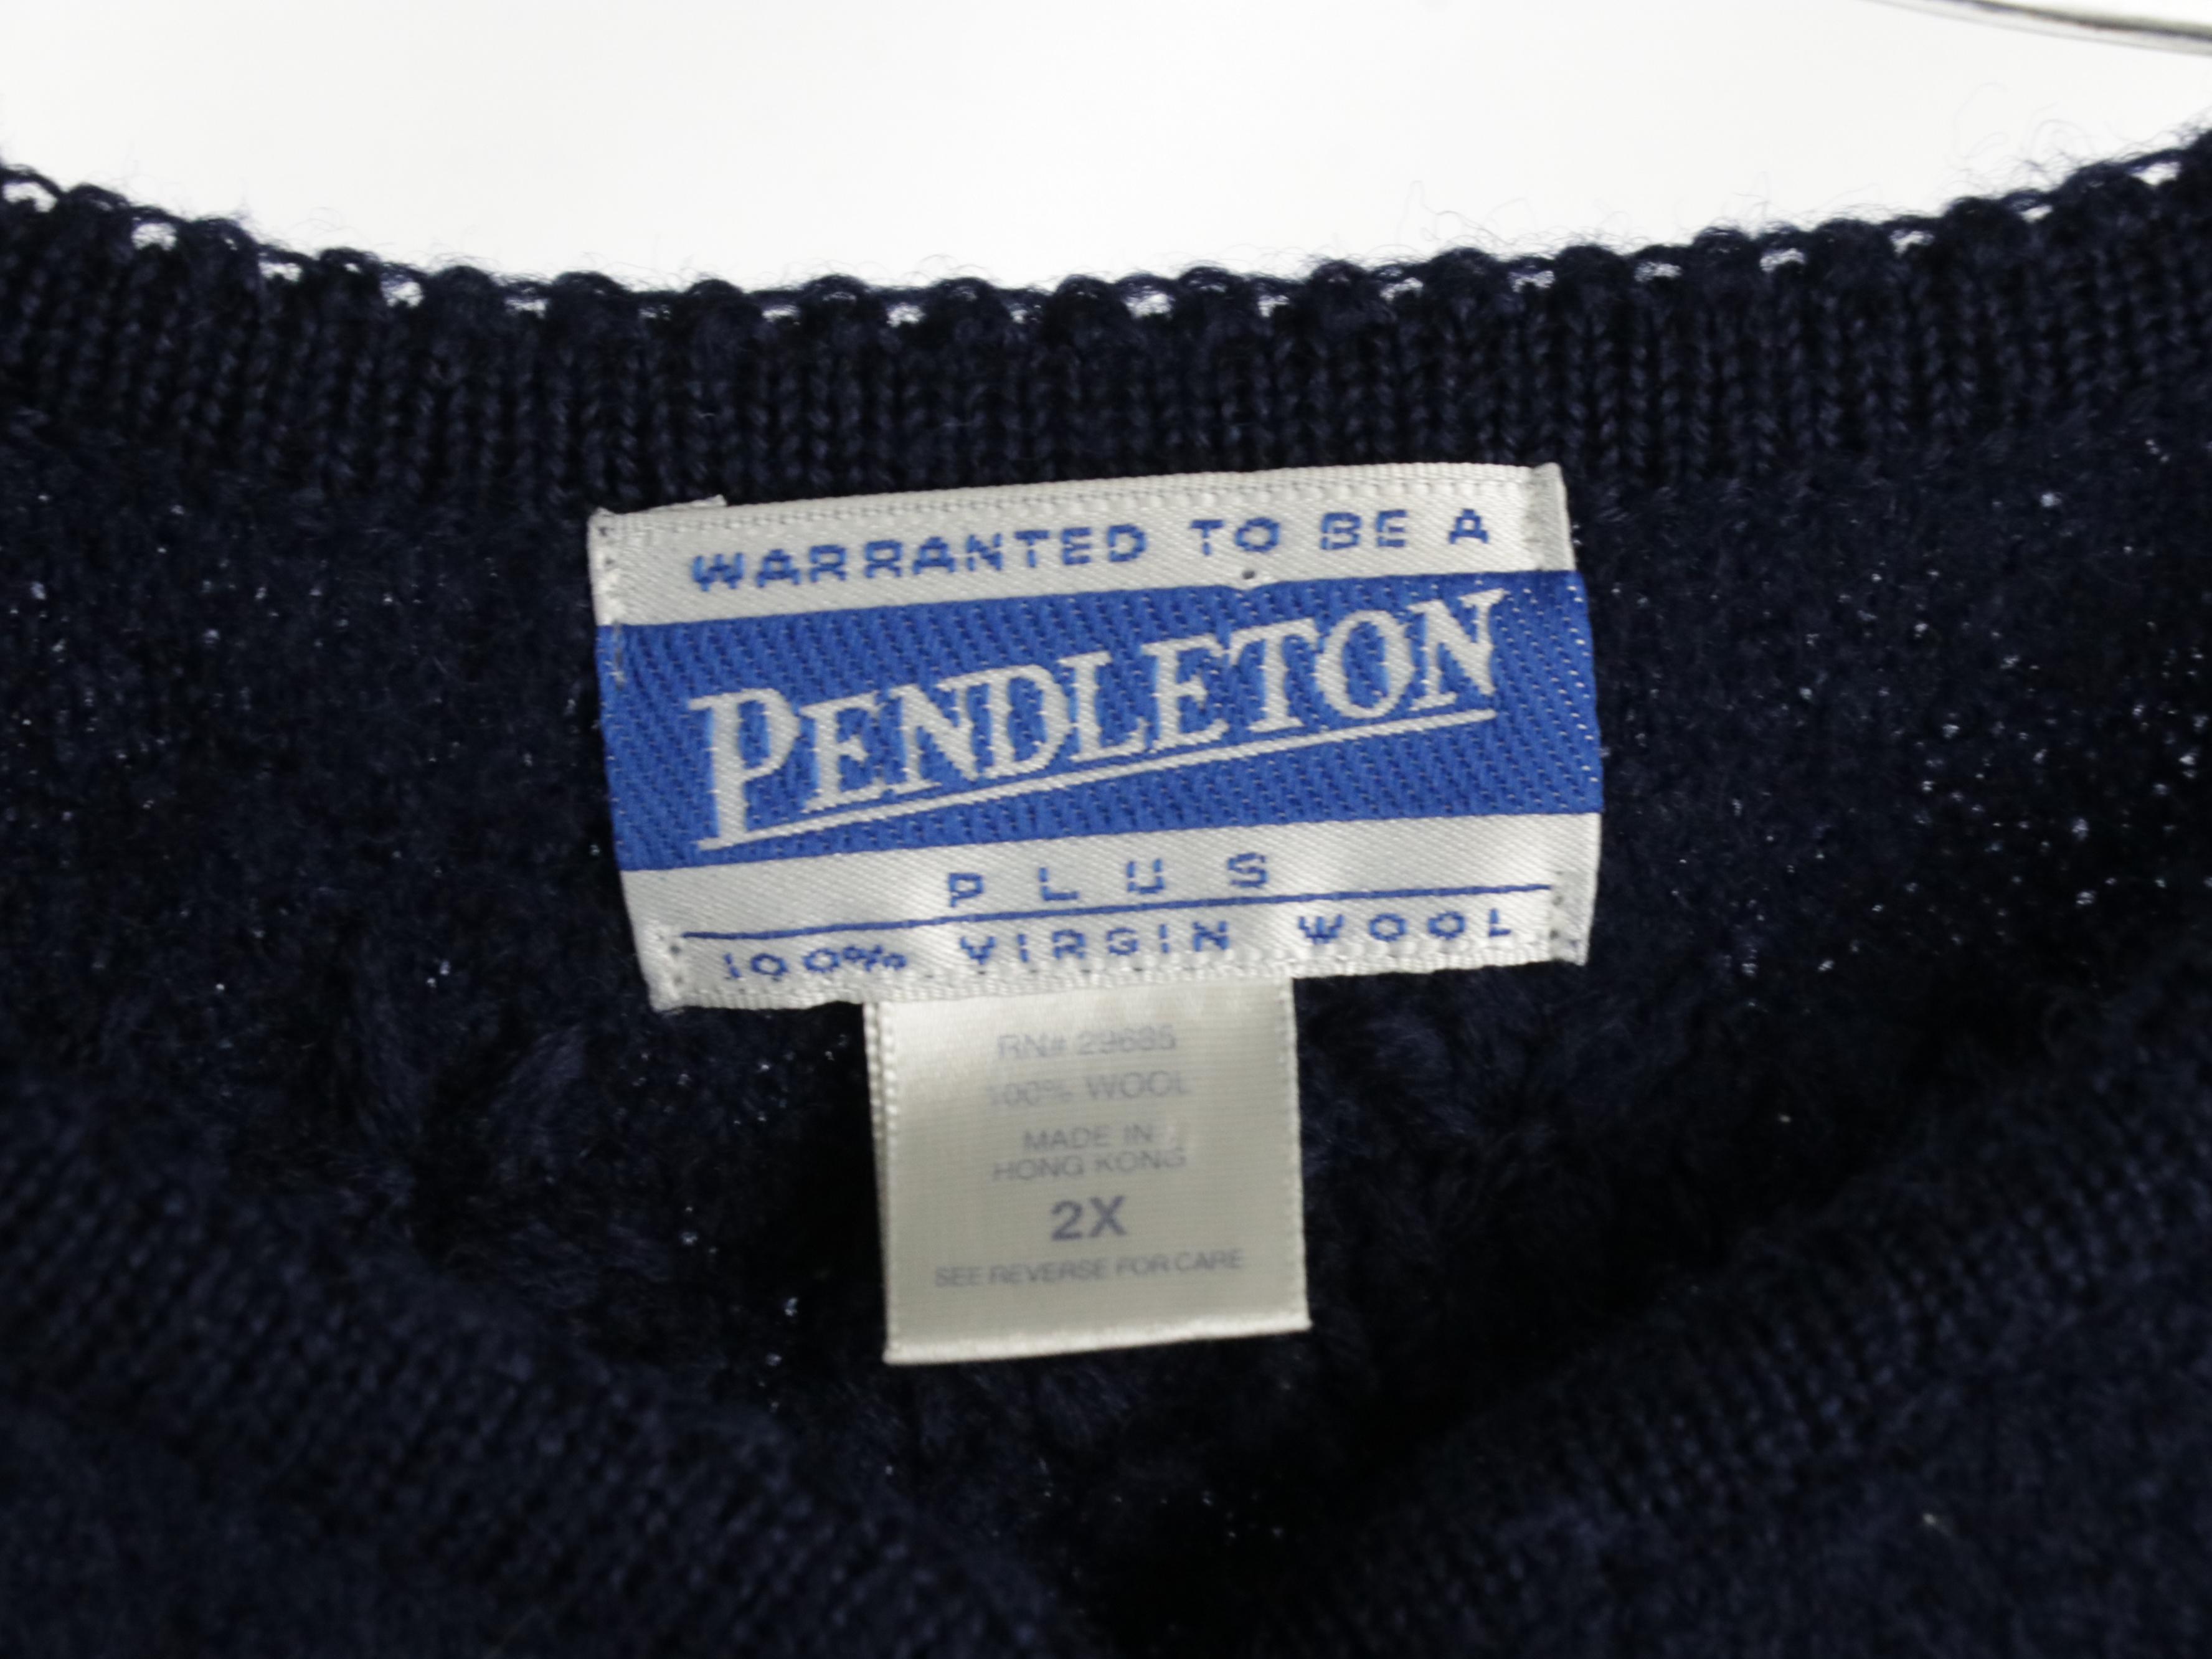 WARRANTED TO BE A
PENDLETON
PLUS
100% VIRGIN WOOL
RN# 29685
100% WOOL
MADE IN
HONG KONG
2X
SEE REVERSE FOR CARE